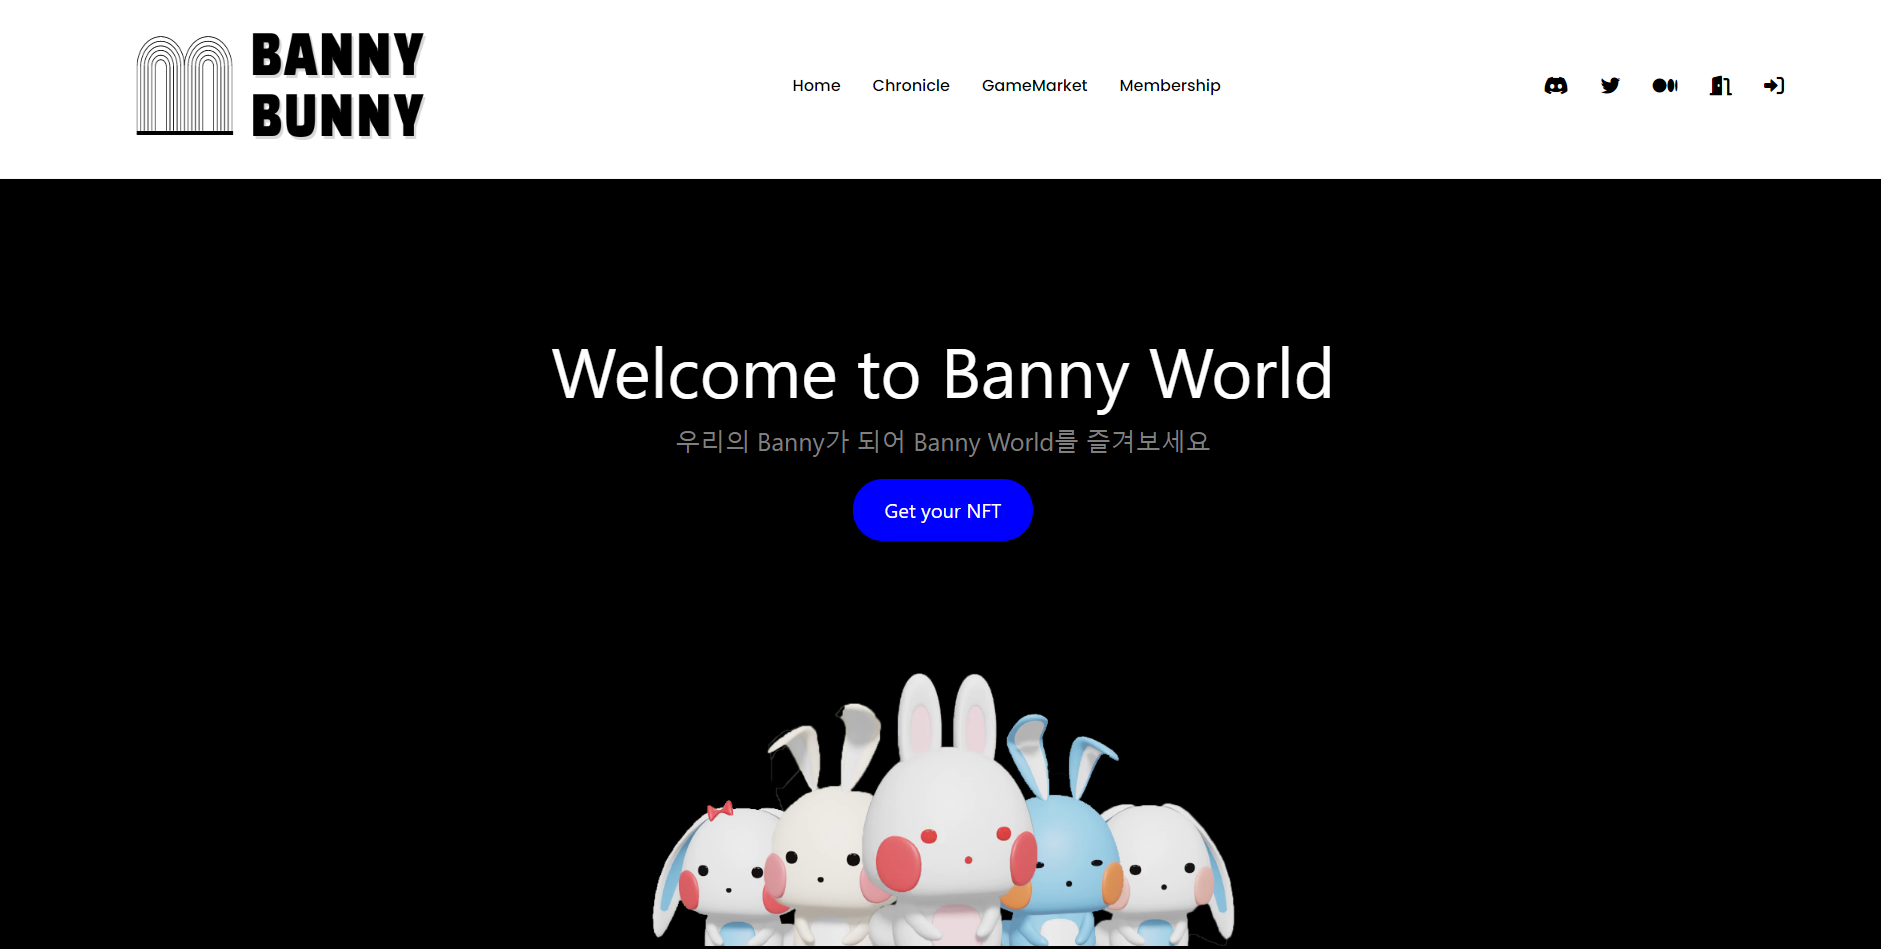 BANNY
BUNNY
Home Chronicle GameMarket Membership
Welcome to Banny World
우리의 Banny가 되어 Banny World를 즐겨보세요
Get your NFT